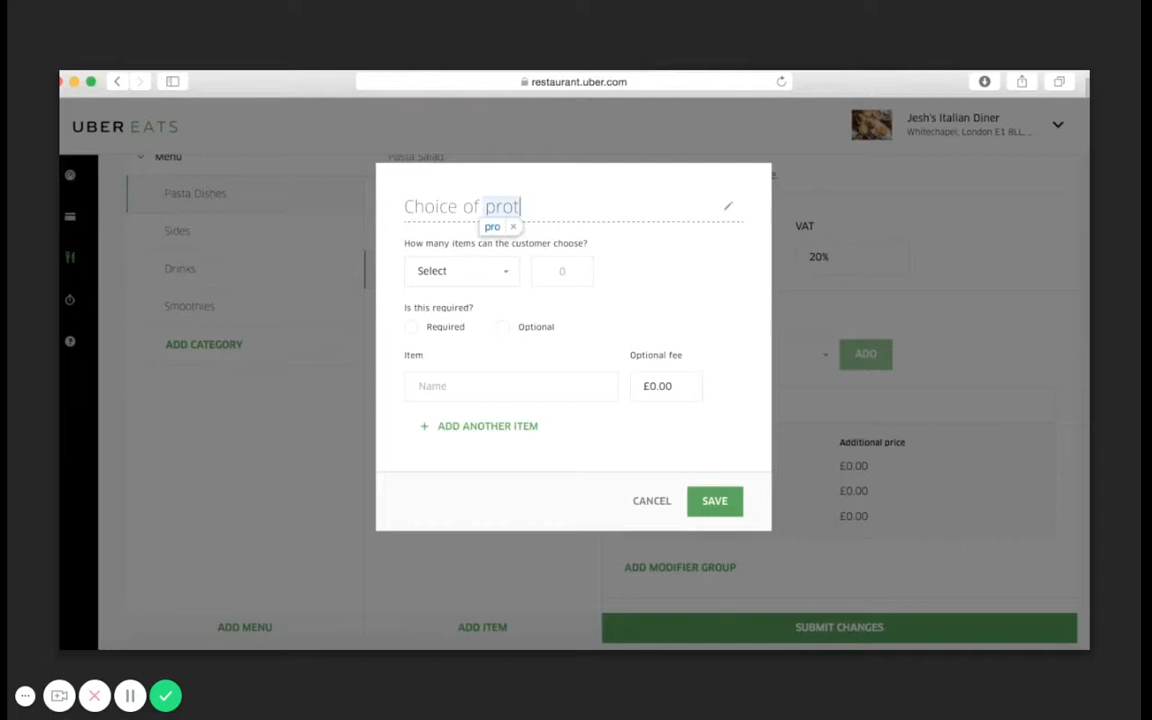 restaurant.uber.com
UBER EATS
Jesh's Italian Diner
Whitechapel, London E1 8LL, ...
Menu
Pasta Dishes
Sides
Drinks
Smoothies
ADD CATEGORY
Pasta Salad
Choice of prot
pro ×
How many items can the customer choose?
Select
0
Is this required?
Required
Optional
Item
Optional fee
Name
£0.00
+ ADD ANOTHER ITEM
CANCEL
SAVE
VAT
20%
ADD
Additional price
£0.00
£0.00
£0.00
ADD MODIFIER GROUP
ADD MENU
ADD ITEM
SUBMIT CHANGES